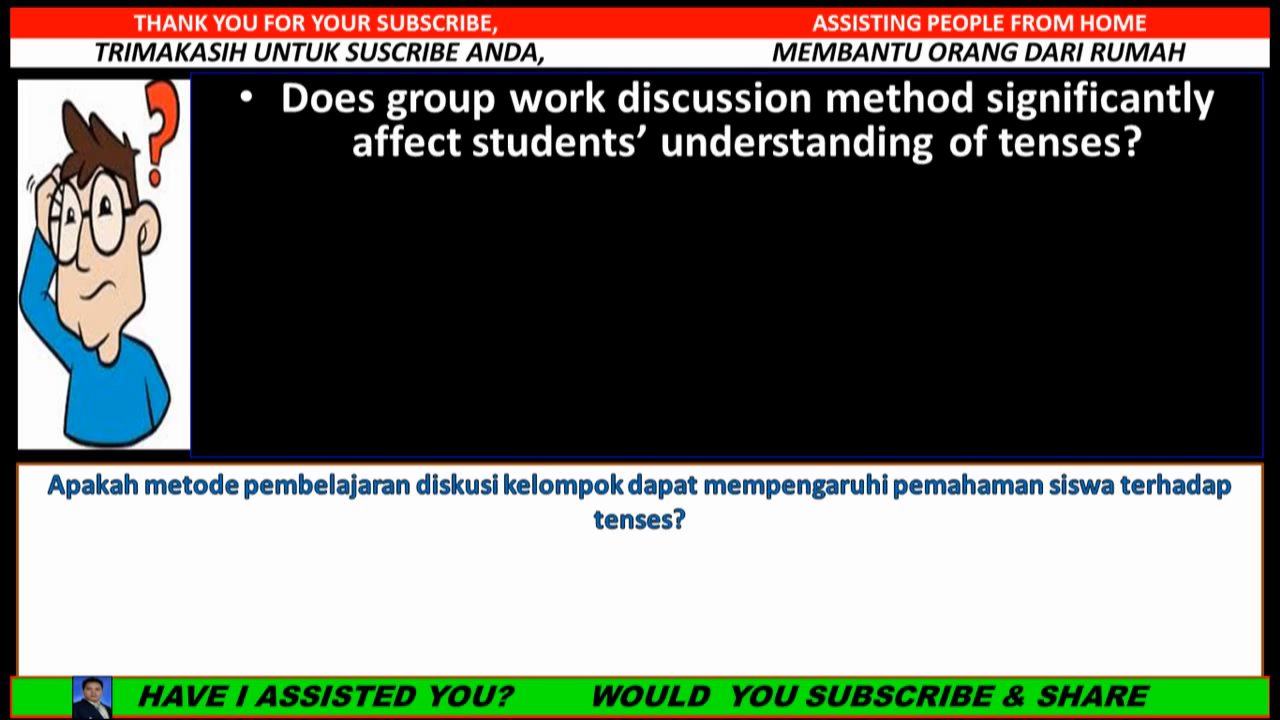 THANK YOU FOR YOUR SUBSCRIBE, ASSISTING PEOPLE FROM HOME
TRIMAKASIH UNTUK SUSCRIBE ANDA, MEMBANTU ORANG DARI RUMAH
?
• Does group work discussion method significantly
affect students’ understanding of tenses?
Apakah metode pembelajaran diskusi kelompok dapat mempengaruhi pemahaman siswa terhadap
tenses?
HAVE I ASSISTED YOU? WOULD YOU SUBSCRIBE & SHARE